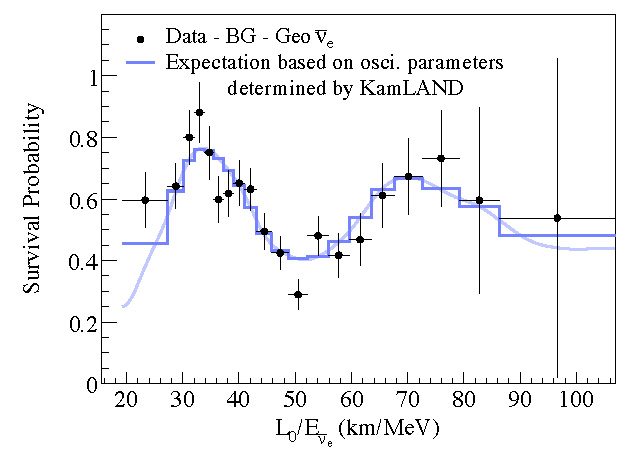 Data - BG - Geo ν̅e
Expectation based on osci. parameters
determined by KamLAND
Survival Probability
1
0.8
0.6
0.4
0.2
0
20 30 40 50 60 70 80 90 100
L0/Eν̅e (km/MeV)